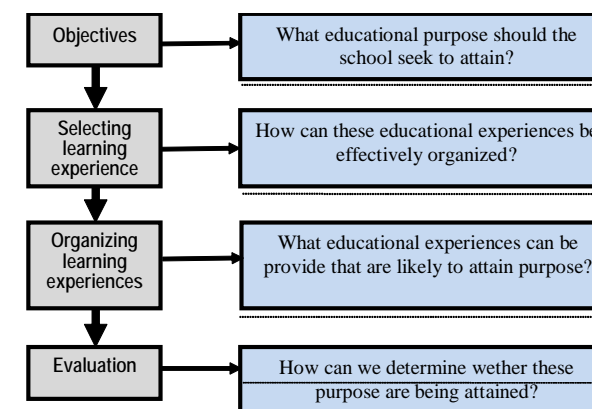 Objectives
What educational purpose should the
school seek to attain?
Selecting
learning
experience
How can these educational experiences be
effectively organized?
Organizing
learning
experiences
What educational experiences can be
provide that are likely to attain purpose?
Evaluation
How can we determine wether these
purpose are being attained?